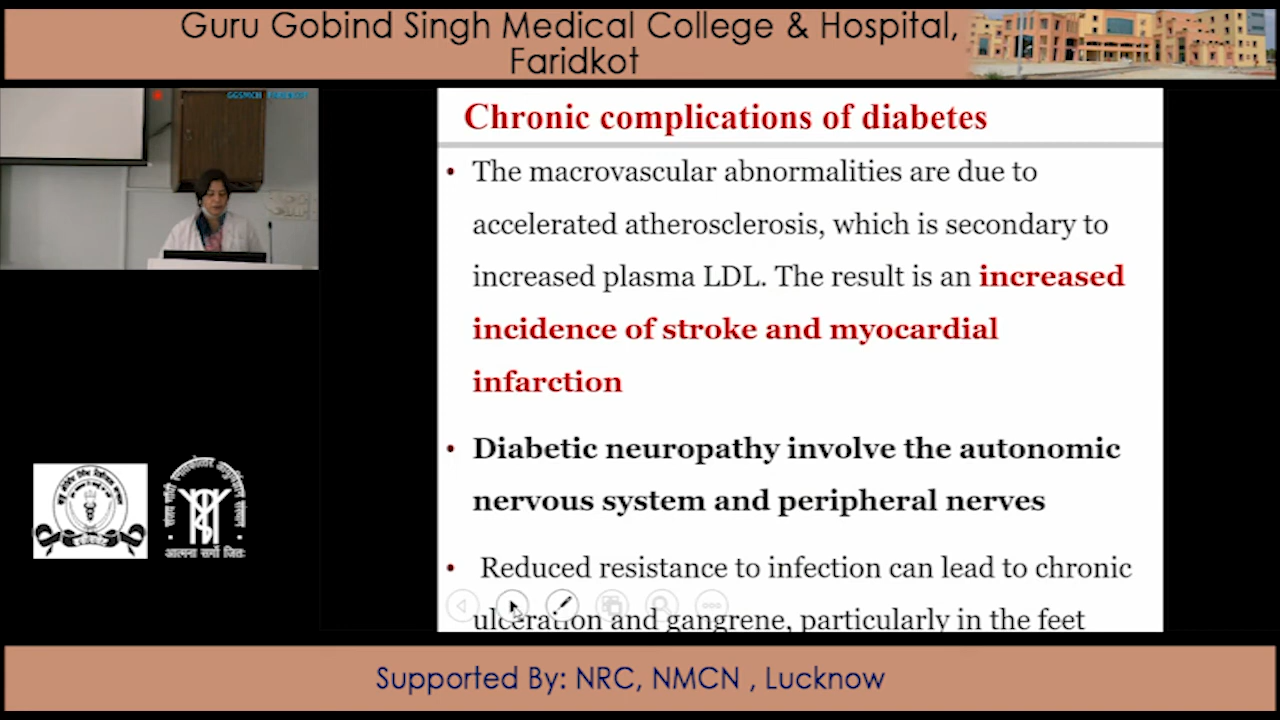 Guru Gobind Singh Medical College & Hospital,
Faridkot
Chronic complications of diabetes
• The macrovascular abnormalities are due to
accelerated atherosclerosis, which is secondary to
increased plasma LDL. The result is an increased
incidence of stroke and myocardial
infarction
• Diabetic neuropathy involve the autonomic
nervous system and peripheral nerves
• Reduced resistance to infection can lead to chronic
ulceration and gangrene, particularly in the feet
आत्मना सर्गो जितः
Supported By: NRC, NMCN , Lucknow